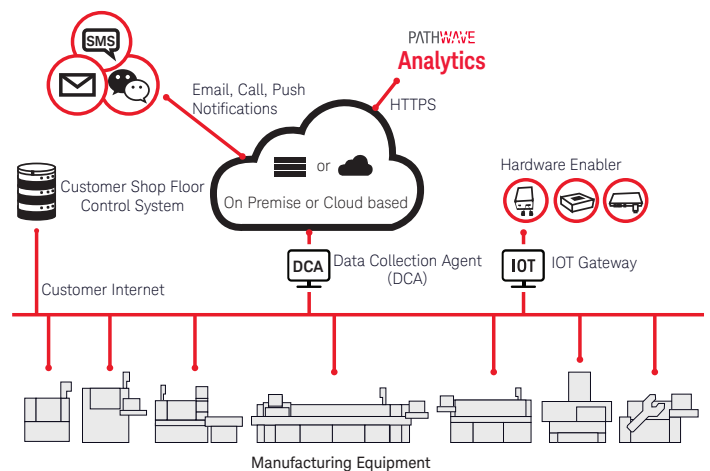 SMS
PATHWAVE
Analytics
Email, Call, Push
Notifications
HTTPS
or
On Premise or Cloud based
Customer Shop Floor
Control System
Hardware Enabler
DCA
Data Collection Agent
(DCA)
IOT
IOT Gateway
Customer Internet
Manufacturing Equipment